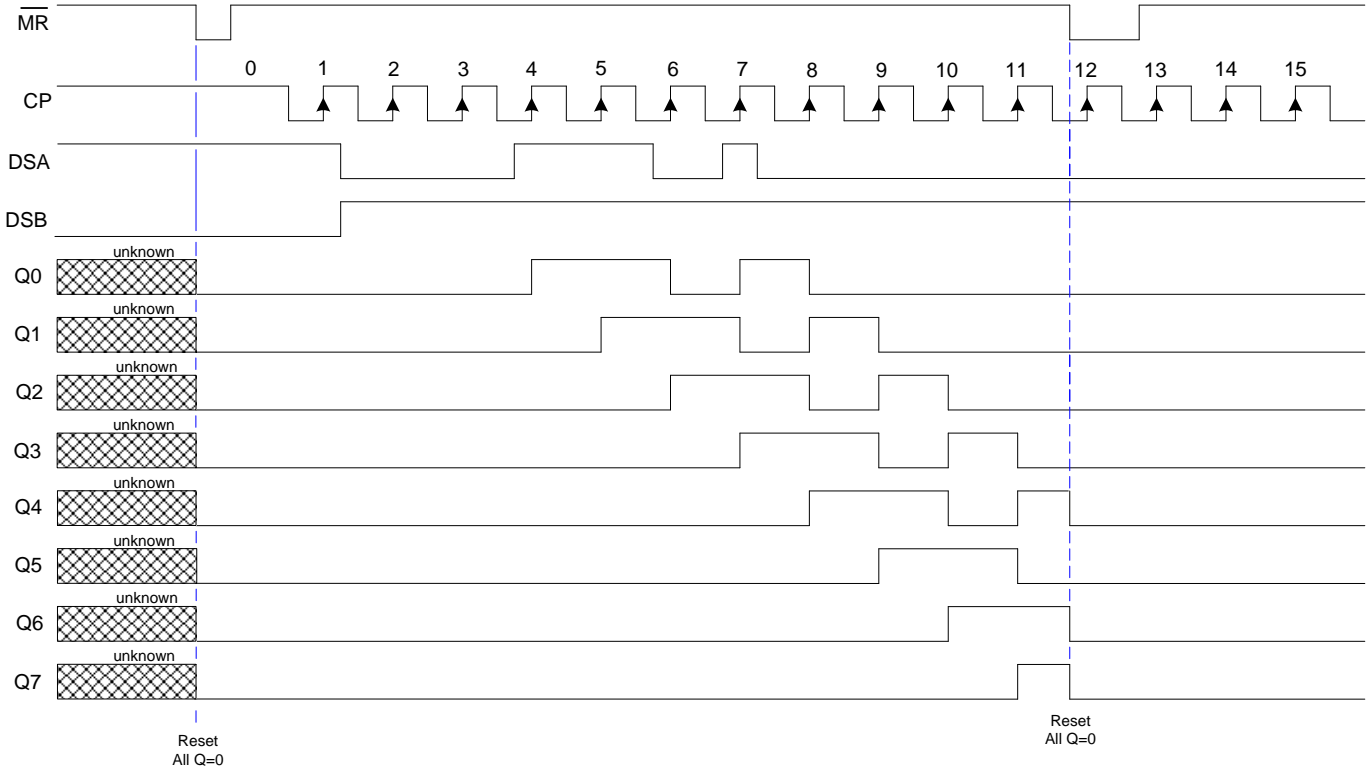 MR
0 1 2 3 4 5 6 7 8 9 10 11 12 13 14 15
CP
DSA
DSB
unknown
Q0
unknown
Q1
unknown
Q2
unknown
Q3
unknown
Q4
unknown
Q5
unknown
Q6
unknown
Q7
Reset
All Q=0
Reset
All Q=0